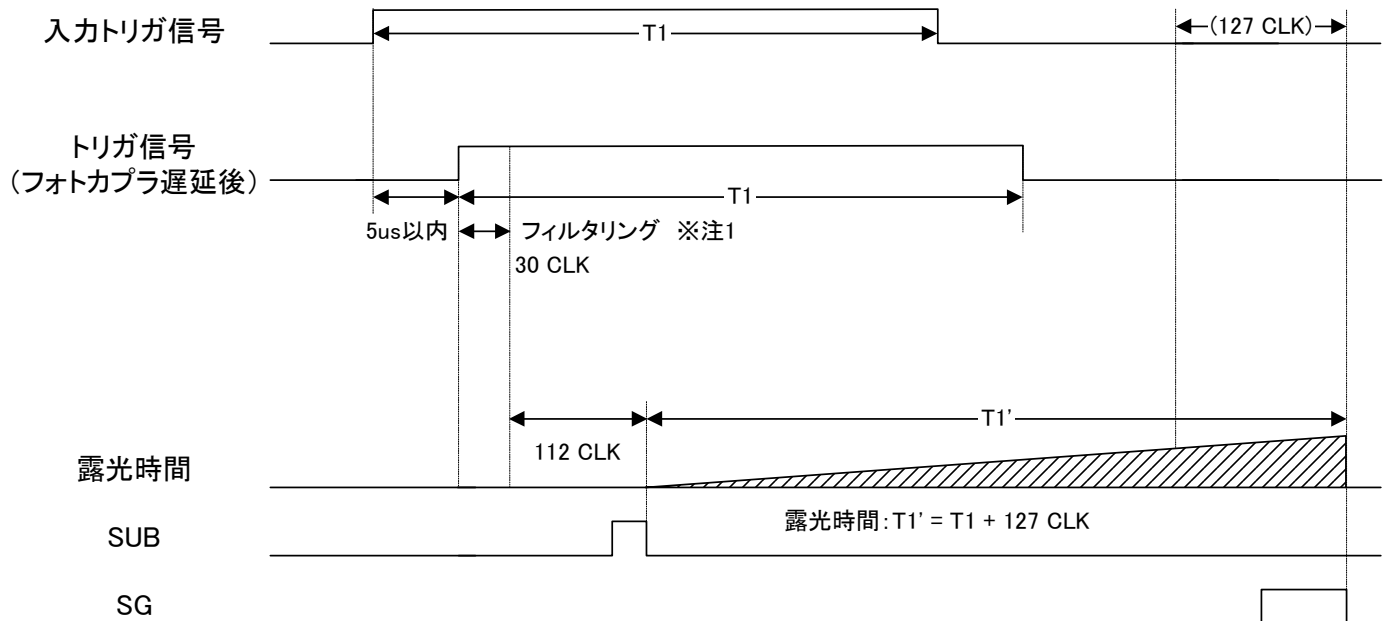 入力トリガ信号
T1
(127 CLK)
トリガ信号
(フォトカプラ遅延後)
T1
5us以内
フィルタリング ※注1
30 CLK
T1'
112 CLK
露光時間
露光時間:T1' = T1 + 127 CLK
SUB
SG